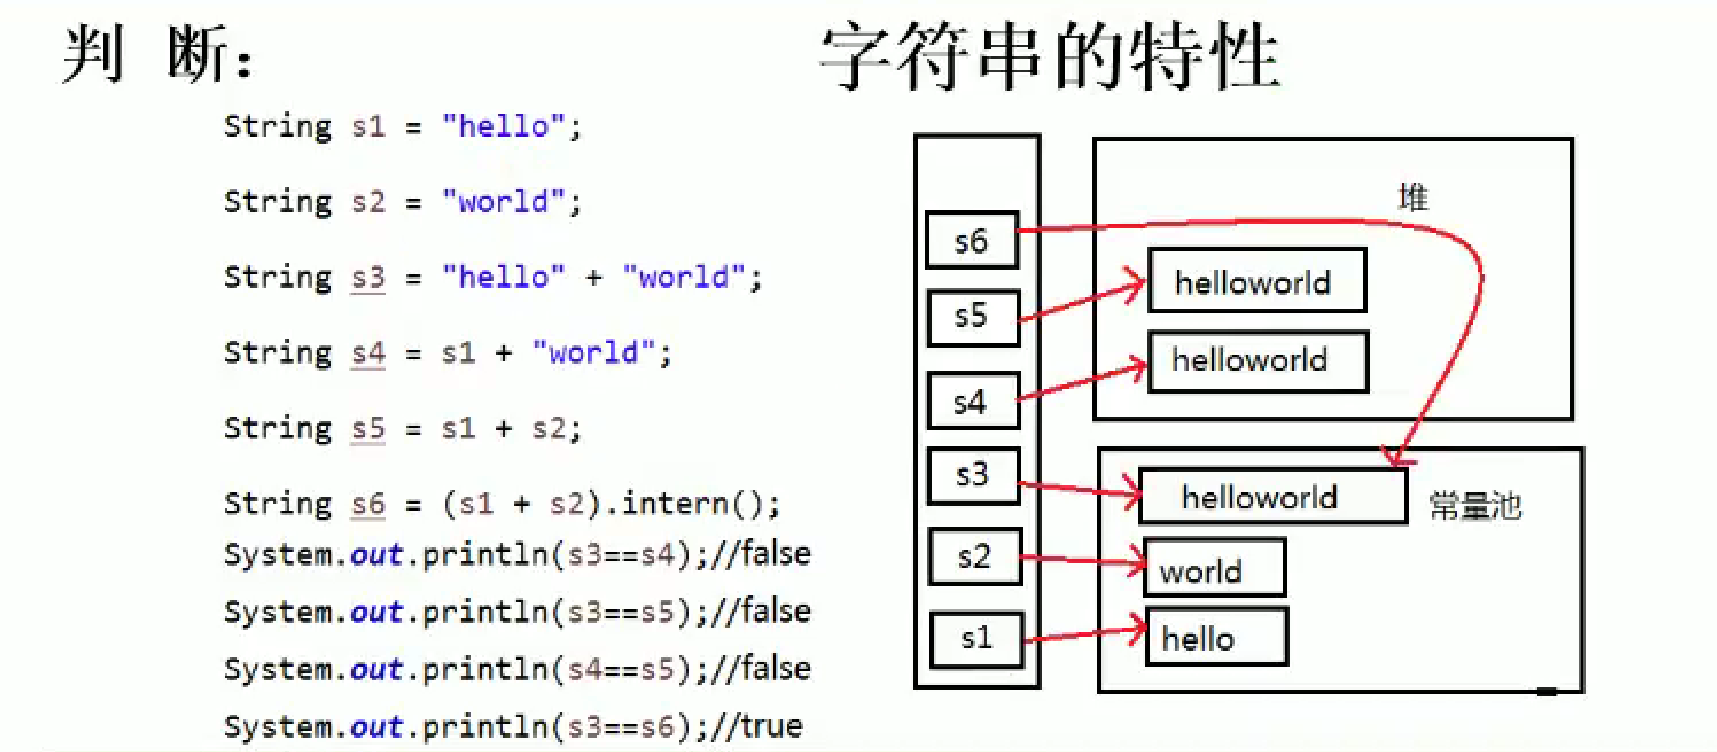 判 断：
字符串的特性
String s1 = "hello";
String s2 = "world";
String s3 = "hello" + "world";
String s4 = s1 + "world";
String s5 = s1 + s2;
String s6 = (s1 + s2).intern();
System.out.println(s3==s4);//false
System.out.println(s3==s5);//false
System.out.println(s4==s5);//false
System.out.println(s3==s6);//true
堆
s6
helloworld
s5
helloworld
s4
s3
helloworld
常量池
s2
world
s1
hello